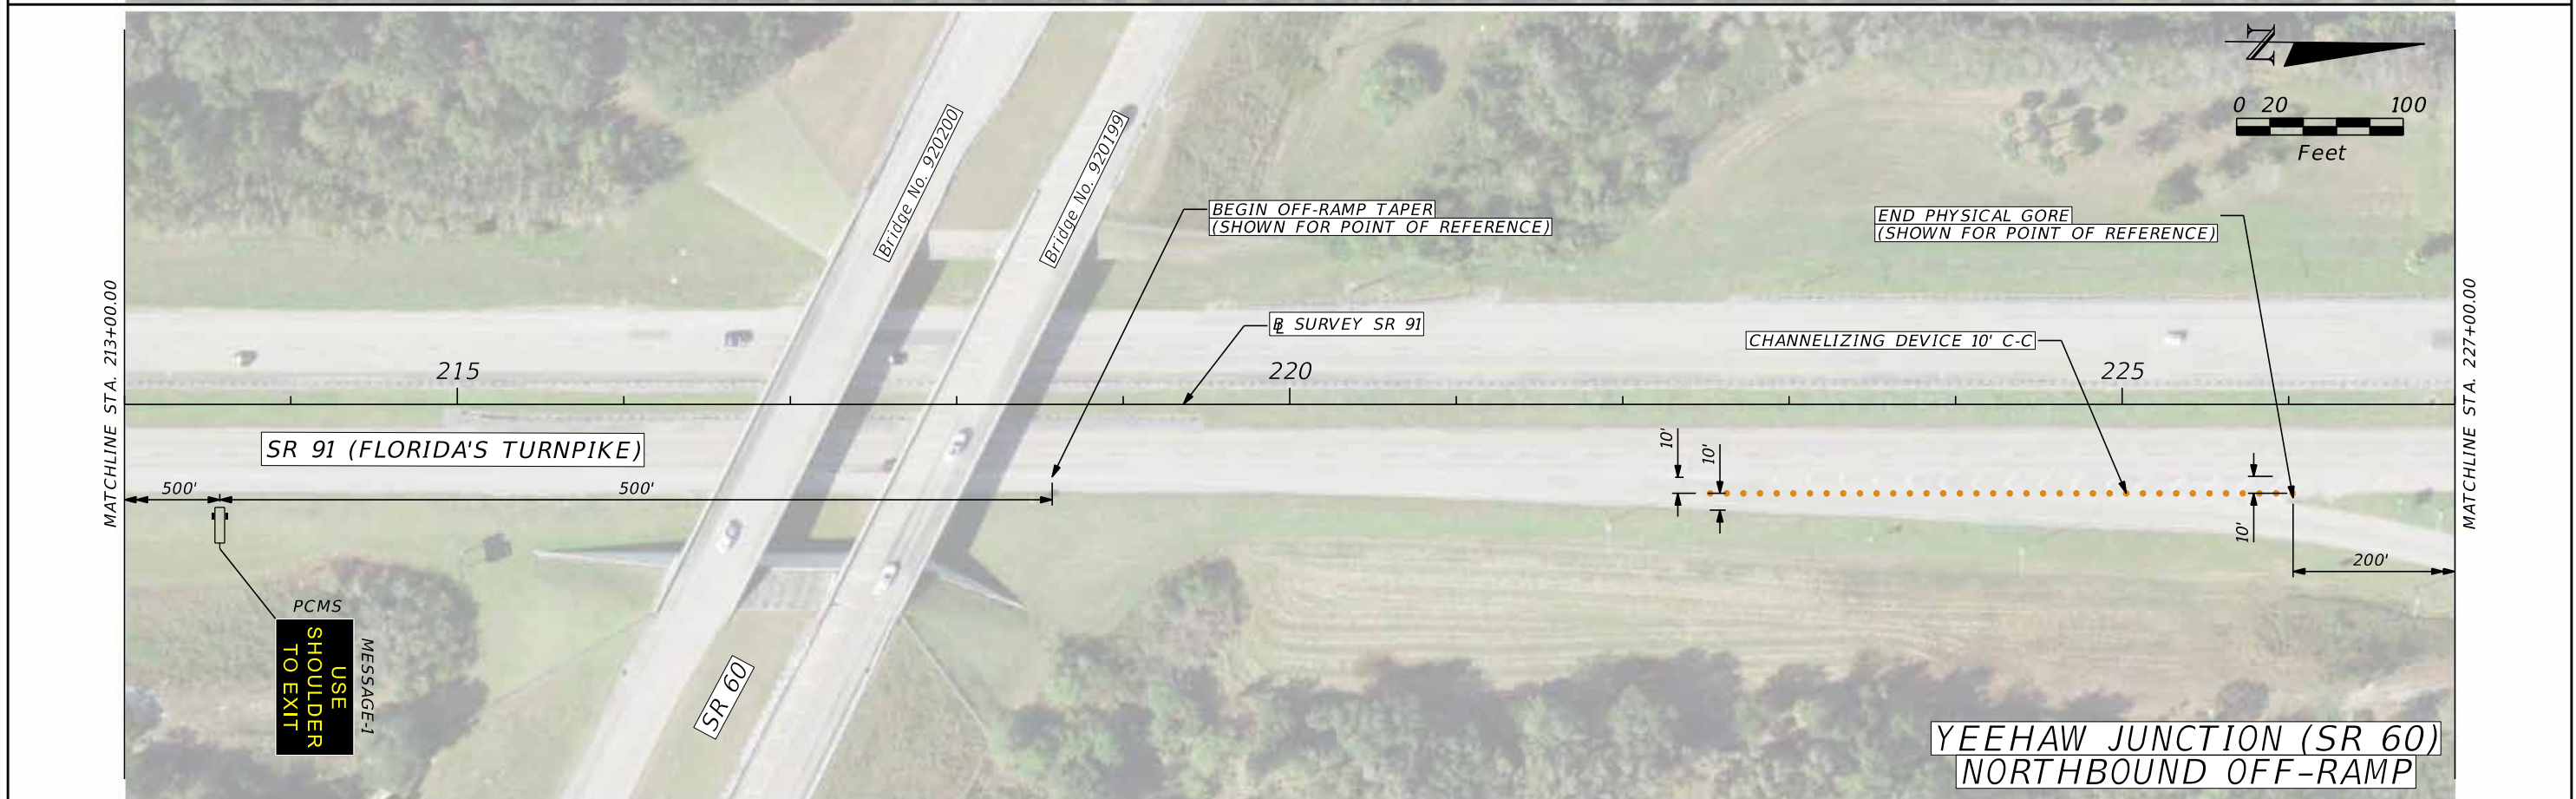 N
0 20 100
Feet
Bridge No. 920200
Bridge No. 920199
BEGIN OFF-RAMP TAPER
(SHOWN FOR POINT OF REFERENCE)
END PHYSICAL GORE
(SHOWN FOR POINT OF REFERENCE)
BL SURVEY SR 91
CHANNELIZING DEVICE 10' C-C
MATCHLINE STA. 213+00.00
MATCHLINE STA. 227+00.00
215
220
225
SR 91 (FLORIDA'S TURNPIKE)
500'
500'
10'
10'
10'
200'
PCMS
MESSAGE-1
USE
SHOULDER
TO EXIT
SR 60
YEEHAW JUNCTION (SR 60)
NORTHBOUND OFF-RAMP